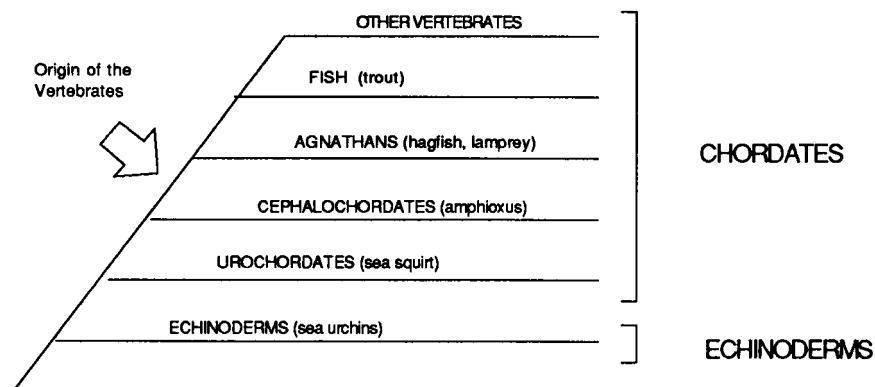 OTHER VERTEBRATES
Origin of the
Vertebrates
FISH (trout)
AGNATHANS (hagfish, lamprey)
CHORDATES
CEPHALOCHORDATES (amphioxus)
UROCHORDATES (sea squirt)
ECHINODERMS (sea urchins)
ECHINODERMS